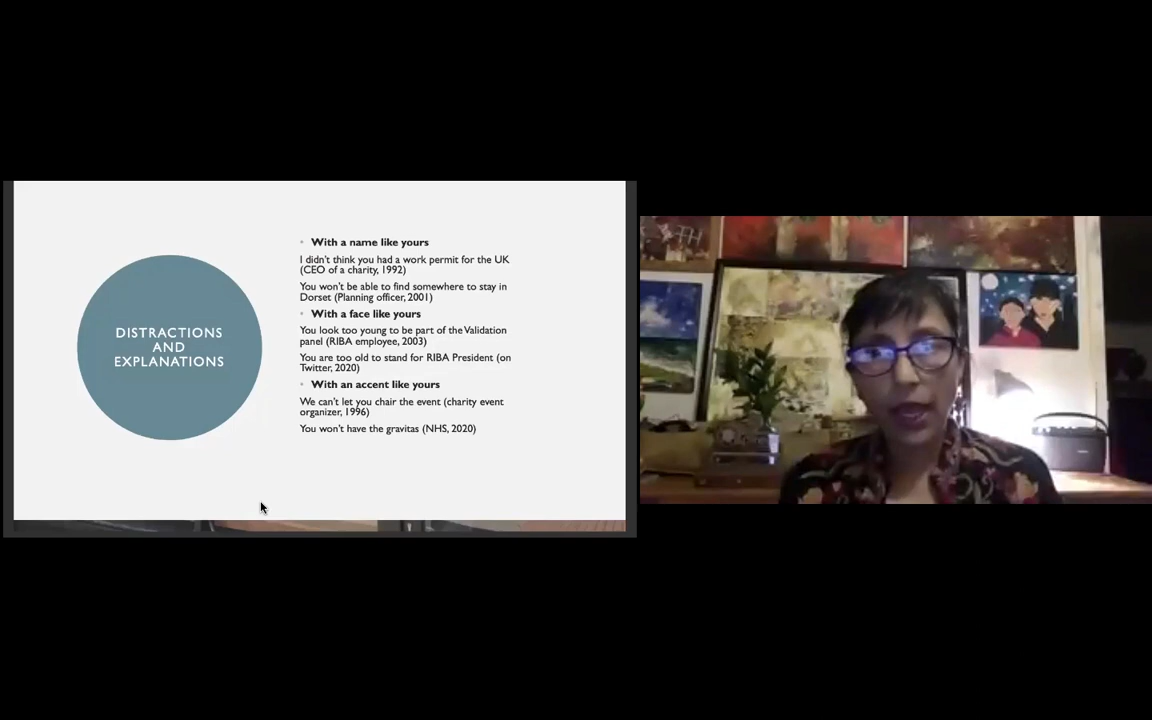 DISTRACTIONS
AND
EXPLANATIONS
• With a name like yours
I didn't think you had a work permit for the UK
(CEO of a charity, 1992)
You won't be able to find somewhere to stay in
Dorset (Planning officer, 2001)
• With a face like yours
You look too young to be part of the Validation
panel (RIBA employee, 2003)
You are too old to stand for RIBA President (on
Twitter, 2020)
• With an accent like yours
We can't let you chair the event (charity event
organizer, 1996)
You won't have the gravitas (NHS, 2020)
TH